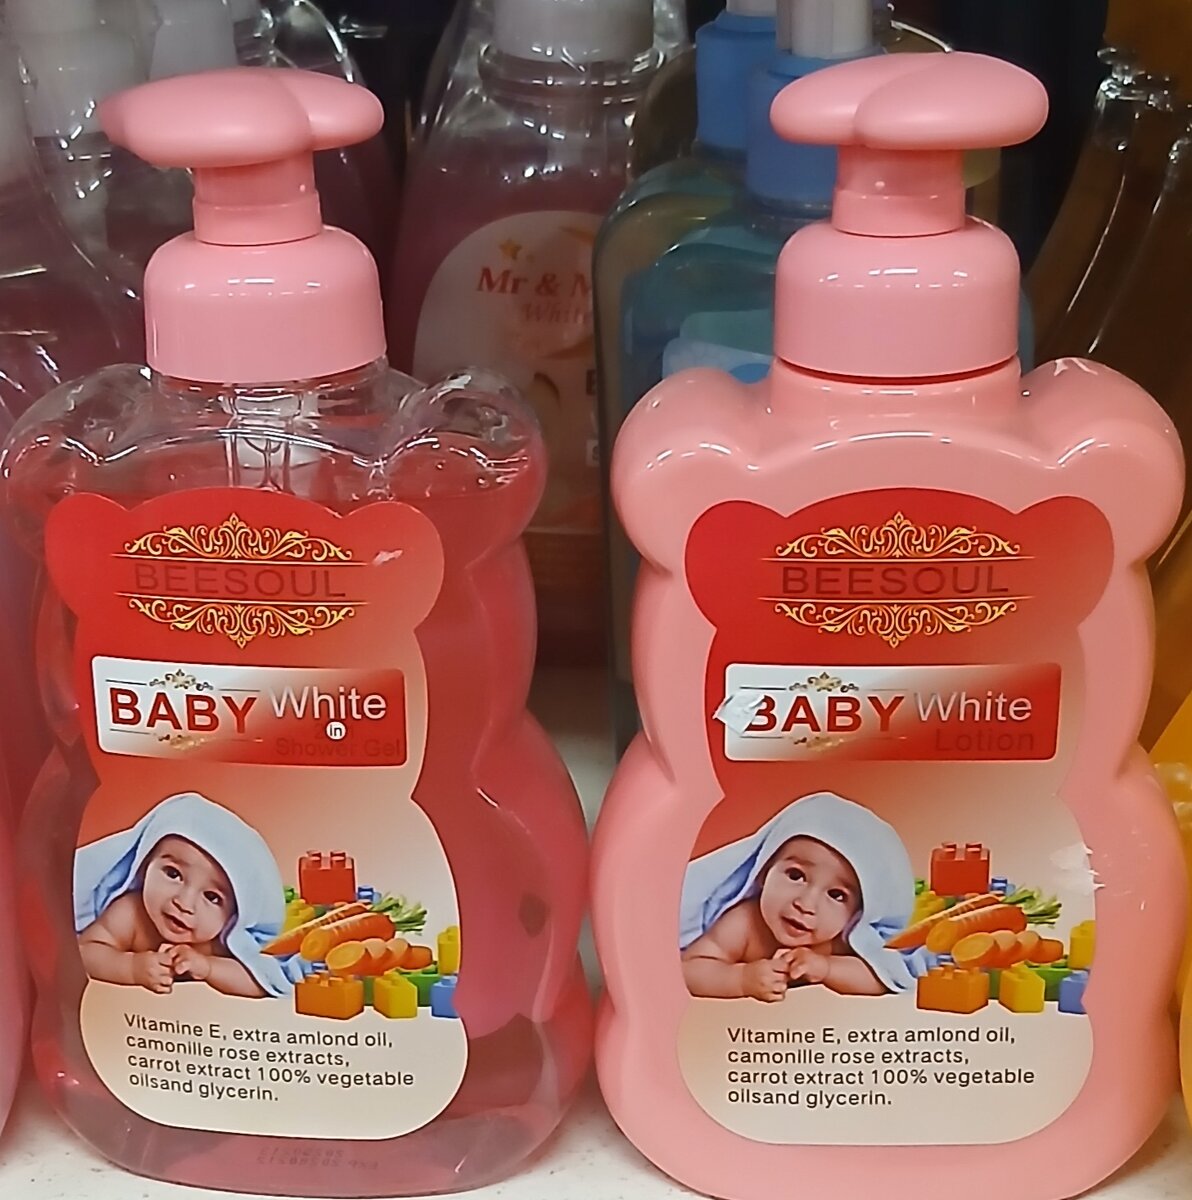 Mr & M
White
BEESOUL
BABY White
in
Shower Gel
Vitamine E, extra amlond oil,
camonille rose extracts,
carrot extract 100% vegetable
oilsand glycerin.
BEESOUL
BABY White
Lotion
Vitamine E, extra amlond oil,
camonille rose extracts,
carrot extract 100% vegetable
oilsand glycerin.